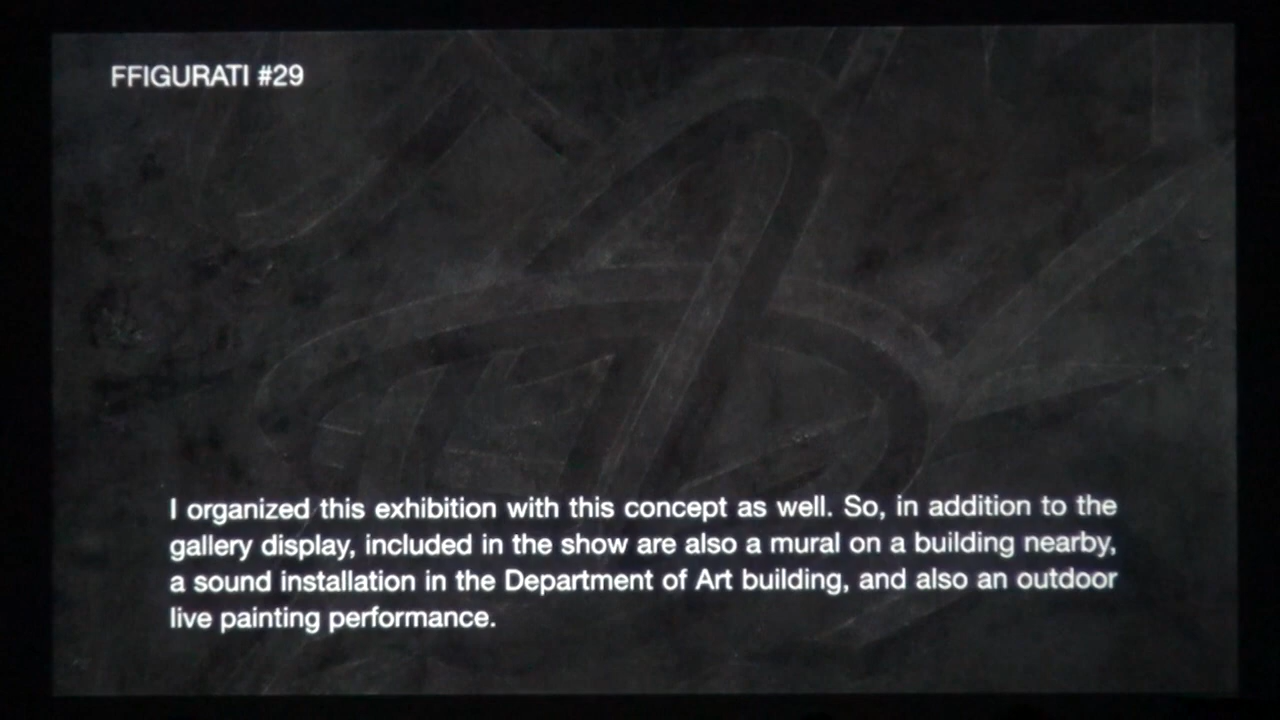 FFIGURATI #29
I organized this exhibition with this concept as well. So, in addition to the
gallery display, included in the show are also a mural on a building nearby,
a sound installation in the Department of Art building, and also an outdoor
live painting performance.